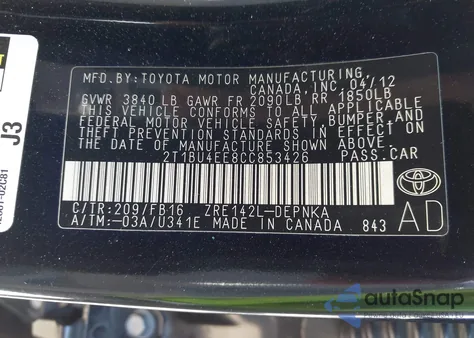 MFD.BY:TOYOTA MOTOR MANUFACTURING,
CANADA,INC. 04/12
GVWR 3840LB GAWR FR 2090LB RR 1850LB
THIS VEHICLE CONFORMS TO ALL APPLICABLE
FEDERAL MOTOR VEHICLE SAFETY,BUMPER,AND
THEFT PREVENTION STANDARDS IN EFFECT
ON THE DATE OF MANUFACTURE SHOWN ABOVE.
2T1BU4EE8CC853426 PASS.CAR
C/TR:209/FB16 ZRE142L-DEPNKA
A/TM:-03A/U341E MADE IN CANADA 843
AD
J3
autoSnap